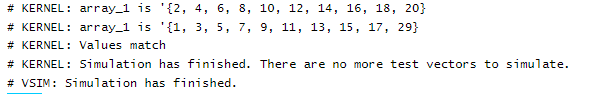 # KERNEL: array_1 is '{2, 4, 6, 8, 10, 12, 14, 16, 18, 20}
# KERNEL: array_1 is '{1, 3, 5, 7, 9, 11, 13, 15, 17, 29}
# KERNEL: Values match
# KERNEL: Simulation has finished. There are no more test vectors to simulate.
# VSIM: Simulation has finished.